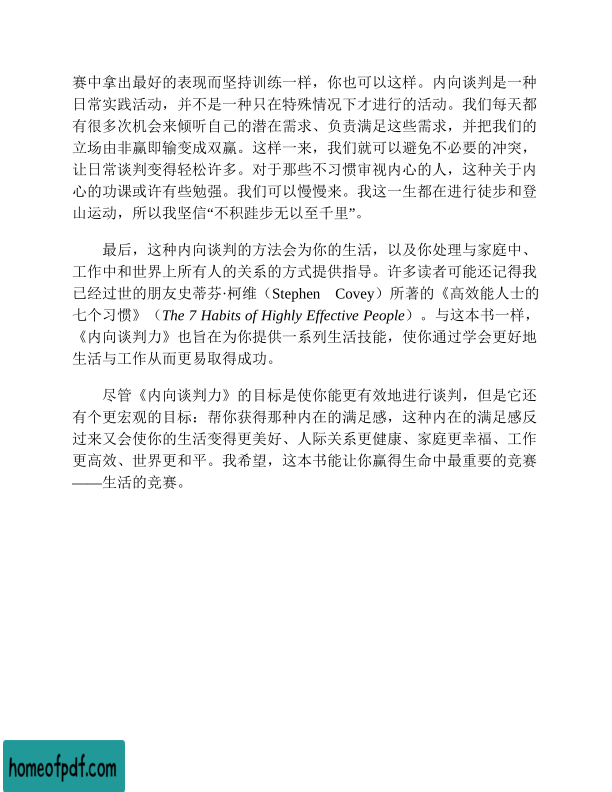 赛中拿出最好的表现而坚持训练一样，你也可以这样。内向谈判是一种
日常实践活动，并不是一种只在特殊情况下才进行的活动。我们每天都
有很多次机会来倾听自己的潜在需求、负责满足这些需求，并把我们的
立场由非赢即输变成双赢。这样一来，我们就可以避免不必要的冲突，
让日常谈判变得轻松许多。对于那些不习惯审视内心的人，这种关于内
心的功课或许有些勉强。我们可以慢慢来。我这一生都在进行徒步和登
山运动，所以我坚信“不积跬步无以至千里”。
最后，这种内向谈判的方法会为你的生活，以及你处理与家庭中、
工作中和世界上所有人的关系的方式提供指导。许多读者可能还记得我
已经过世的朋友史蒂芬·柯维（Stephen Covey）所著的《高效能人士的
七个习惯》（The 7 Habits of Highly Effective People）。与这本书一样，
《内向谈判力》也旨在为你提供一系列生活技能，使你通过学会更好地
生活与工作从而更易取得成功。
尽管《内向谈判力》的目标是使你能更有效地进行谈判，但是它还
有个更宏观的目标：帮你获得那种内在的满足感，这种内在的满足感反
过来又会使你的生活变得更美好、人际关系更健康、家庭更幸福、工作
更高效、世界更和平。我希望，这本书能让你赢得生命中最重要的竞赛
——生活的竞赛。
homeofpdf.com